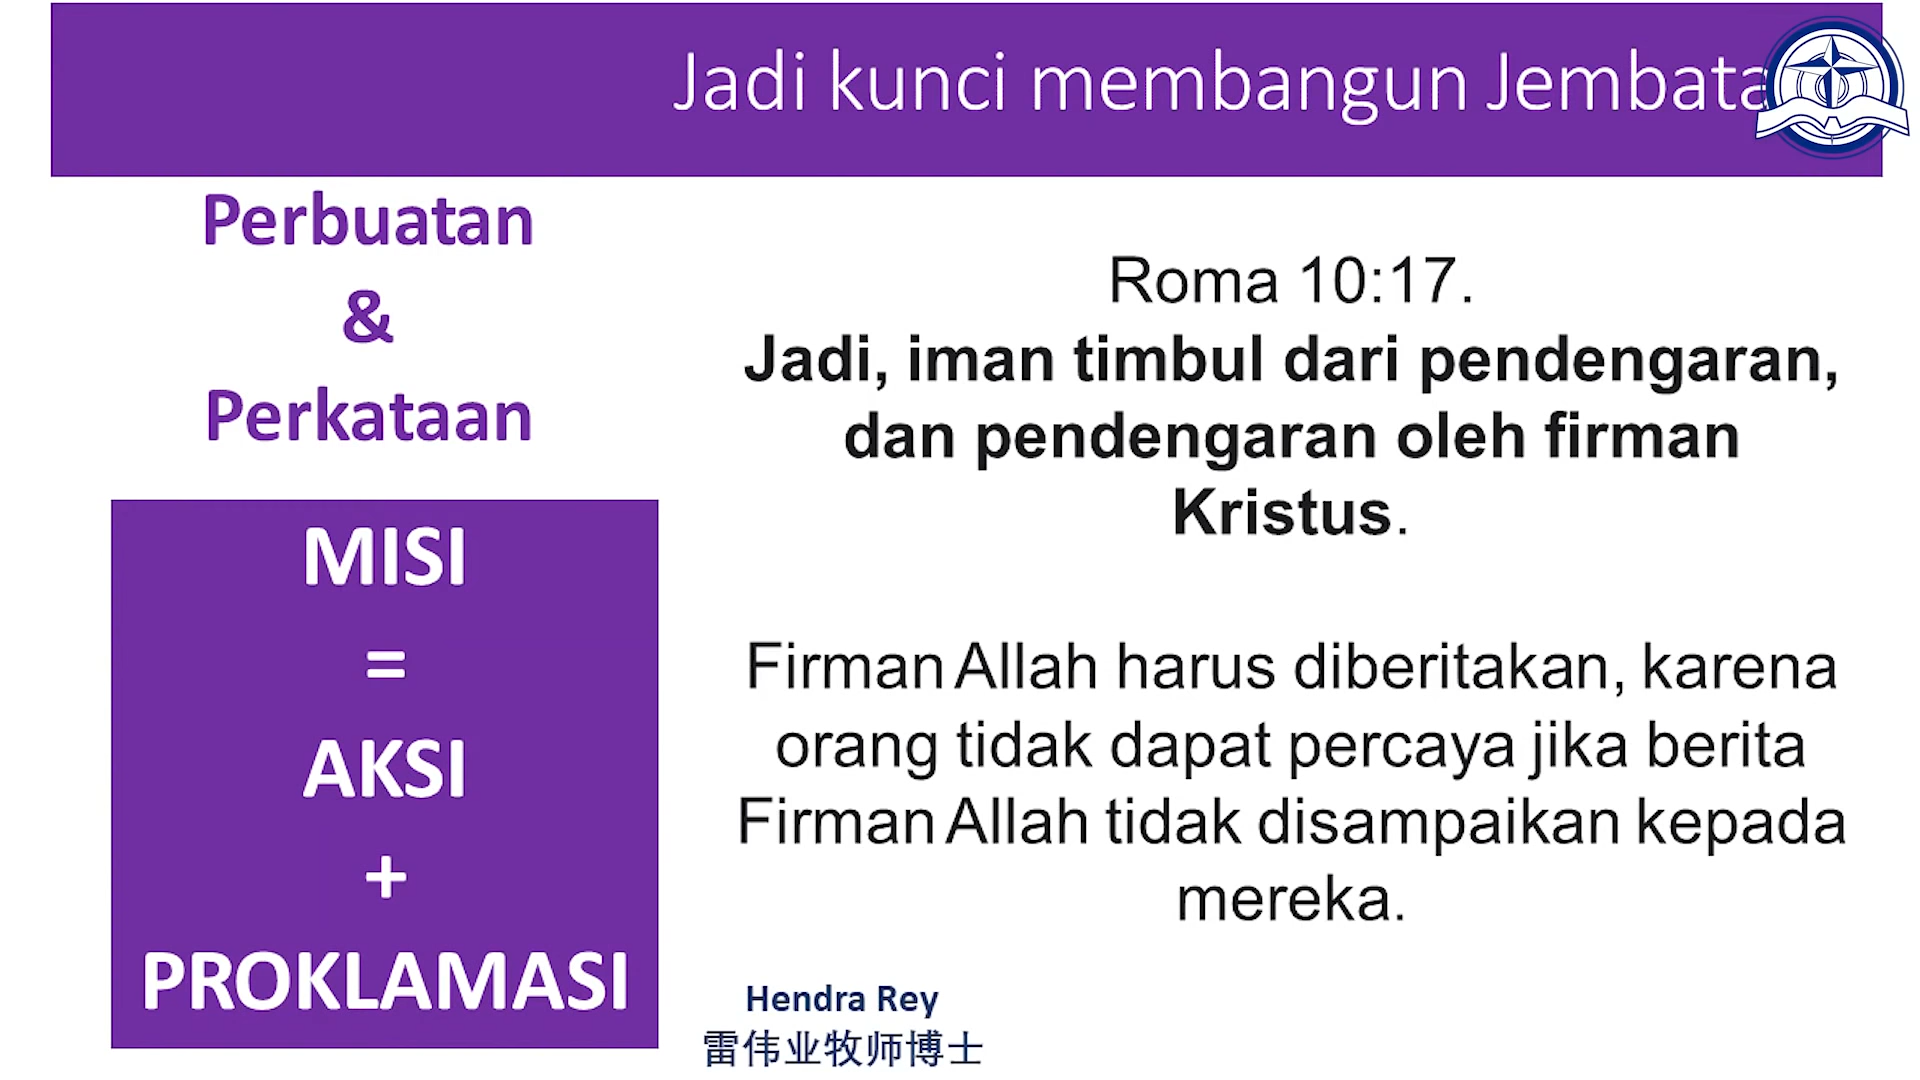 Jadi kunci membangun Jembata
Perbuatan
&
Perkataan
MISI
=
AKSI
+
PROKLAMASI
Roma 10:17.
Jadi, iman timbul dari pendengaran,
dan pendengaran oleh firman
Kristus.
Firman Allah harus diberitakan, karena
orang tidak dapat percaya jika berita
Firman Allah tidak disampaikan kepada
mereka.
Hendra Rey
雷伟业牧师博士